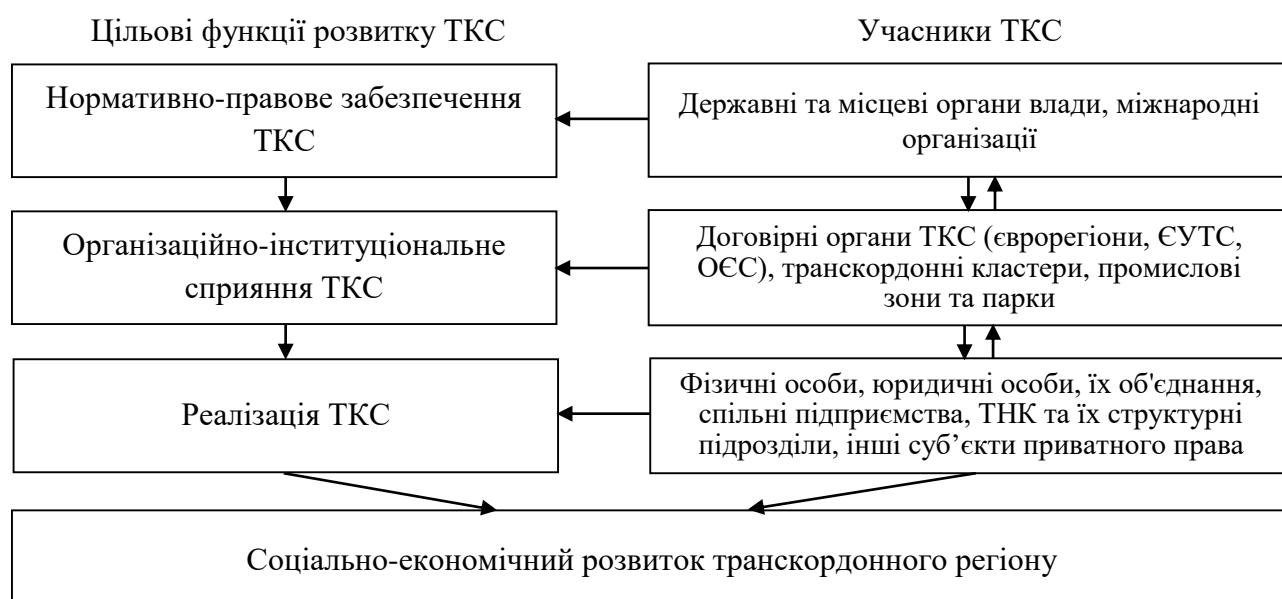 Цільові функції розвитку ТКС
Учасники ТКС
Нормативно-правове забезпечення
ТКС
Державні та місцеві органи влади, міжнародні
організації
Організаційно-інституціональне
сприяння ТКС
Договірні органи ТКС (єврорегіони, ЄУТС,
ОЄС), транскордонні кластери, промислові
зони та парки
Реалізація ТКС
Фізичні особи, юридичні особи, їх об'єднання,
спільні підприємства, ТНК та їх структурні
підрозділи, інші суб’єкти приватного права
Соціально-економічний розвиток транскордонного регіону